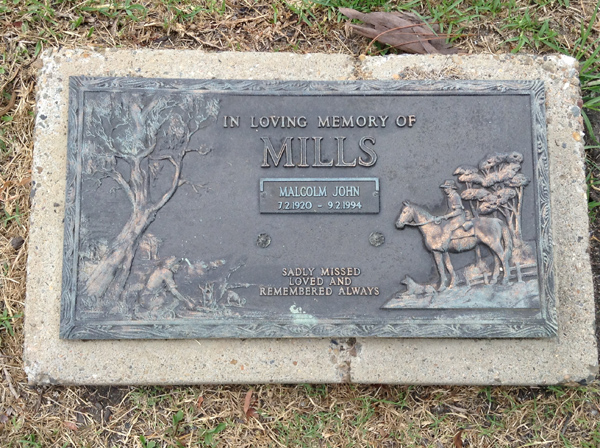 IN LOVING MEMORY OF
MILLS
MALCOLM JOHN
7.2.1920 - 9.2.1994
SADLY MISSED
LOVED AND
REMEMBERED ALWAYS